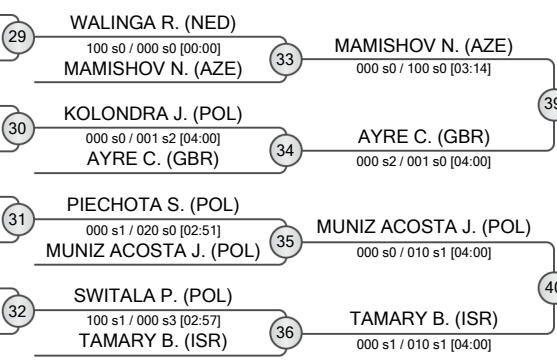 29
WALINGA R. (NED)
100 s0 / 000 s0 [00:00]
MAMISHOV N. (AZE)
33
MAMISHOV N. (AZE)
000 s0 / 100 s0 [03:14]
39
30
KOLONDRA J. (POL)
000 s0 / 001 s2 [04:00]
AYRE C. (GBR)
34
AYRE C. (GBR)
000 s2 / 001 s0 [04:00]
31
PIECHOTA S. (POL)
000 s1 / 020 s0 [02:51]
MUNIZ ACOSTA J. (POL)
35
MUNIZ ACOSTA J. (POL)
000 s0 / 010 s1 [04:00]
40
32
SWITALA P. (POL)
100 s1 / 000 s3 [02:57]
TAMARY B. (ISR)
36
TAMARY B. (ISR)
000 s1 / 010 s1 [04:00]